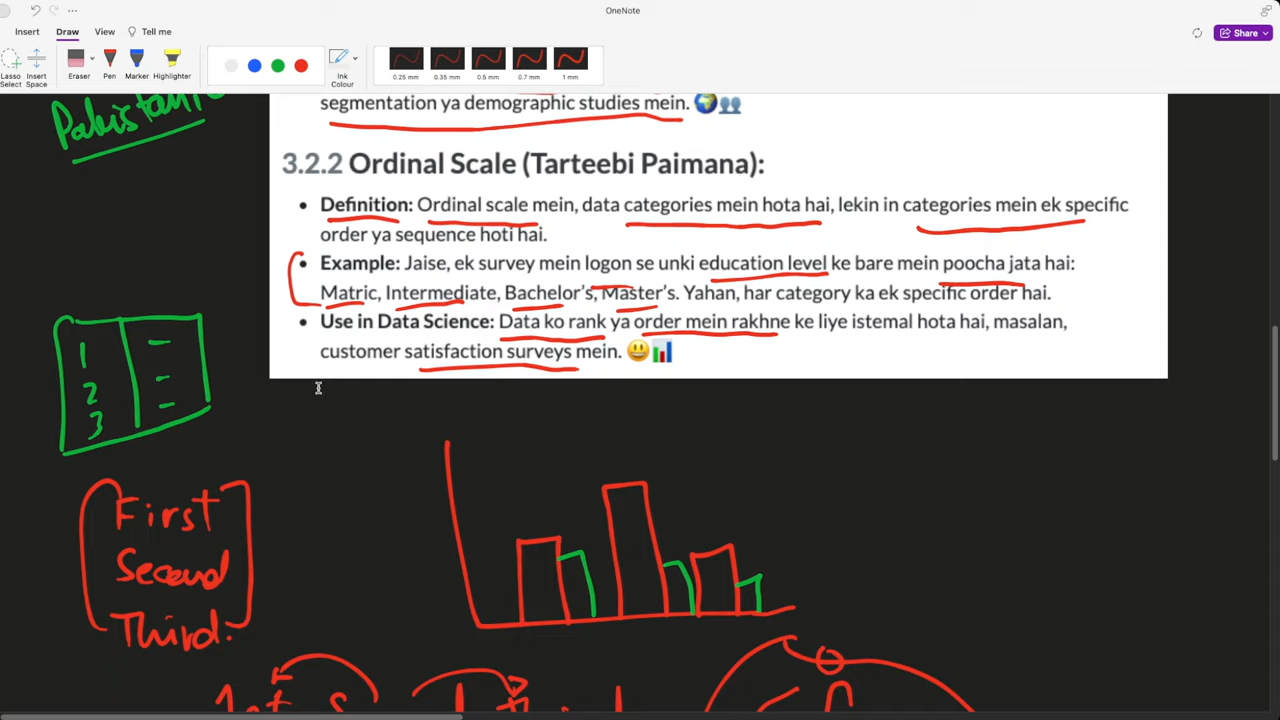 OneNote
Insert
Draw
View
Tell me
Share
Lasso
Select
Insert
Space
Eraser
Pen
Marker
Highlighter
Ink
Colour
0.25 mm
0.35 mm
0.5 mm
0.7 mm
1 mm
segmentation ya demographic studies mein. 🌍👥
3.2.2 Ordinal Scale (Tarteebi Paimana):
• Definition: Ordinal scale mein, data categories mein hota hai, lekin in categories mein ek specific
order ya sequence hoti hai.
• Example: Jaise, ek survey mein logon se unki education level ke bare mein poocha jata hai:
Matric, Intermediate, Bachelor's, Master's. Yahan, har category ka ek specific order hai.
• Use in Data Science: Data ko rank ya order mein rakhne ke liye istemal hota hai, masalan,
customer satisfaction surveys mein. 😃📊
1
2
3
First
Second
Third.